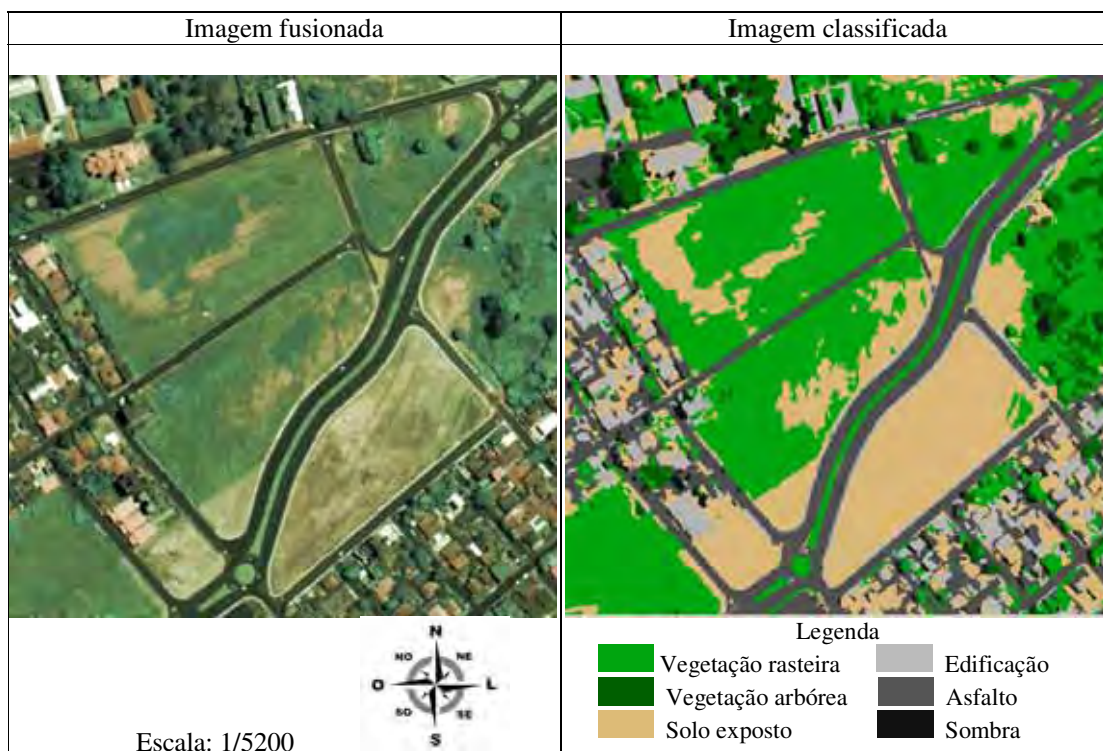 Imagem fusionada
Imagem classificada
N
NO NE
O L
SO SE
S
Escala: 1/5200
Legenda
Vegetação rasteira
Edificação
Vegetação arbórea
Asfalto
Solo exposto
Sombra